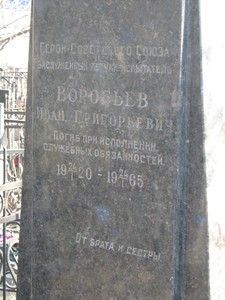 Герой Советского Союза
заслуженный летчик-испытатель
ВОРОБЬЕВ
ИВАН ГРИГОРЬЕВИЧ
Погиб при исполнении
служебных обязанностей
1920 - 1965
От брата и сестры